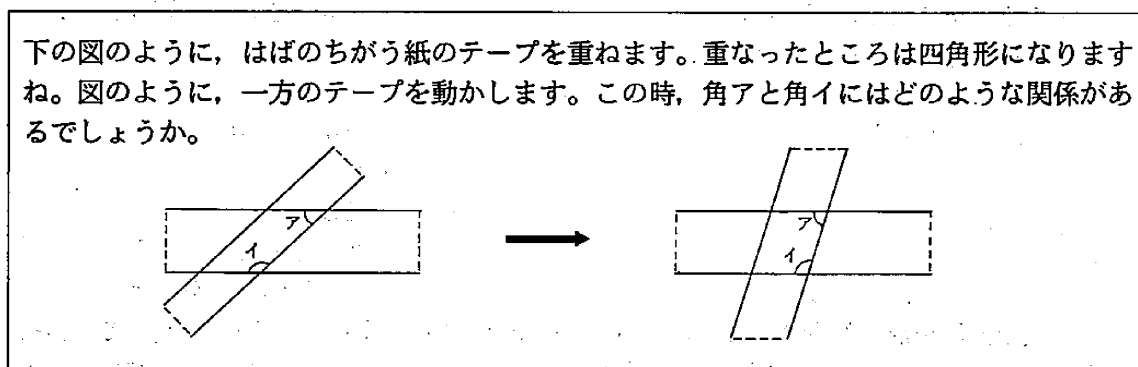 下の図のように，はばのちがう紙のテープを重ねます。重なったところは四角形になります
ね。図のように，一方のテープを動かします。この時，角アと角イにはどのような関係があ
るでしょうか。
ア
イ
ア
イ